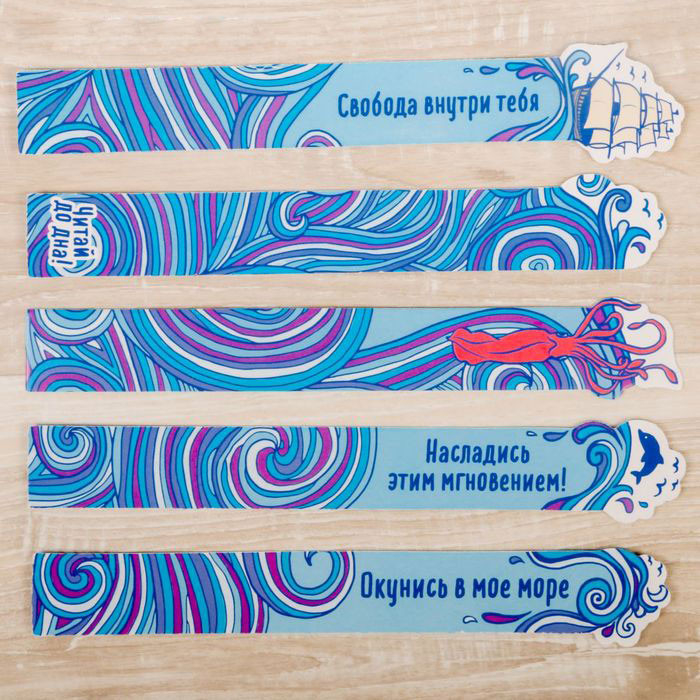 Свобода внутри тебя
Читай
до дна!
Насладись
этим мгновением!
Окунись в мое море